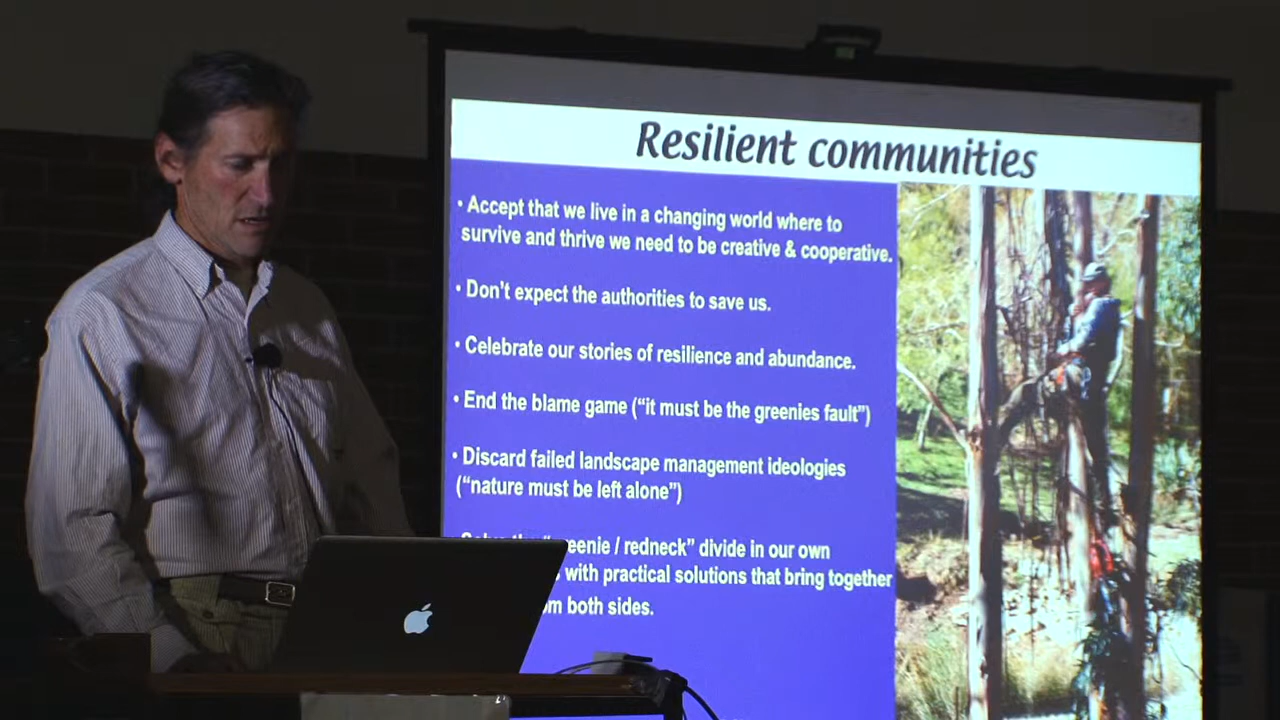 Resilient communities
• Accept that we live in a changing world where to
survive and thrive we need to be creative & cooperative.
• Don't expect the authorities to save us.
• Celebrate our stories of resilience and abundance.
• End the blame game (“it must be the greenies fault”)
• Discard failed landscape management ideologies
(“nature must be left alone”)
/ redneck” divide in our own
with practical solutions that bring together
both sides.